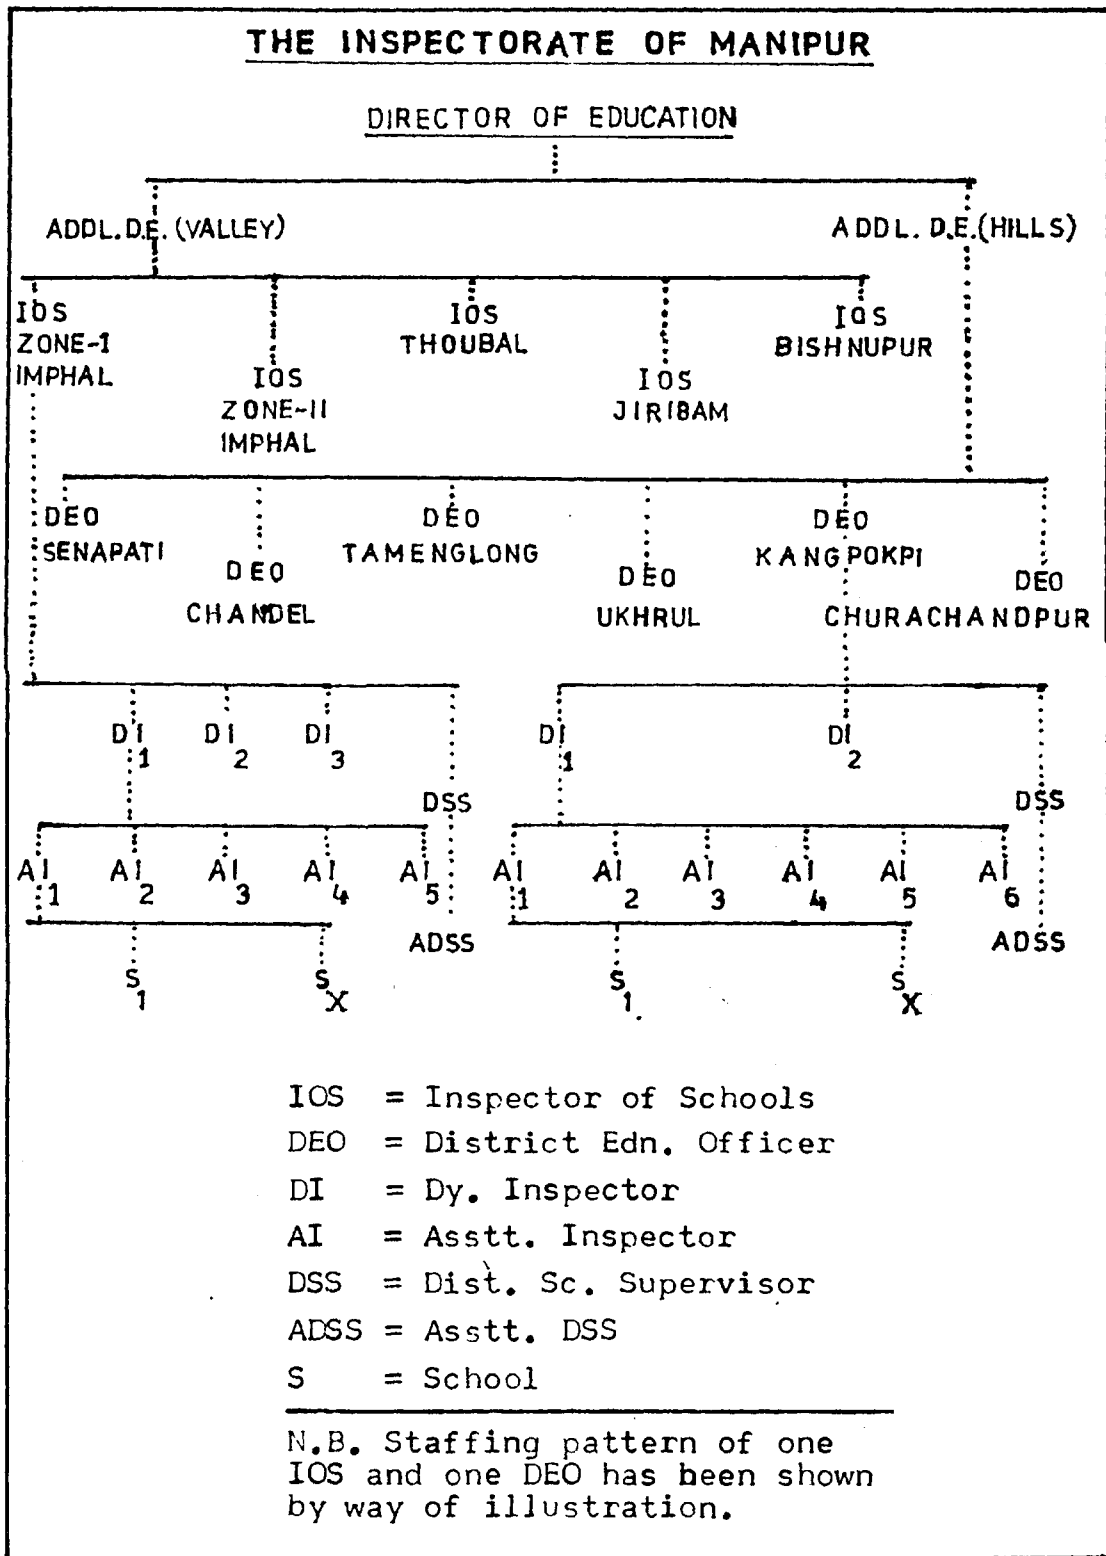 THE INSPECTORATE OF MANIPUR
DIRECTOR OF EDUCATION
ADDL. D.E. (VALLEY) ADDL. D.E. (HILLS)
IOS ZONE-I IMPHAL
IOS ZONE-II IMPHAL
IOS THOUBAL
IOS JIRIBAM
IOS BISHNUPUR
DEO SENAPATI
DEO CHANDEL
DEO TAMENGLONG
DEO UKHRUL
DEO KANGPOKPI
DEO CHURACHANDPUR
DI 1 DI 2 DI 3 DI 1 DI 2
DSS DSS
AI 1 AI 2 AI 3 AI 4 AI 5 AI 1 AI 2 AI 3 AI 4 AI 5 AI 6
ADSS ADSS
S 1 S X S 1 S X
IOS = Inspector of Schools
DEO = District Edn. Officer
DI = Dy. Inspector
AI = Asstt. Inspector
DSS = Dist. Sc. Supervisor
ADSS = Asstt. DSS
S = School
N.B. Staffing pattern of one
IOS and one DEO has been shown
by way of illustration.